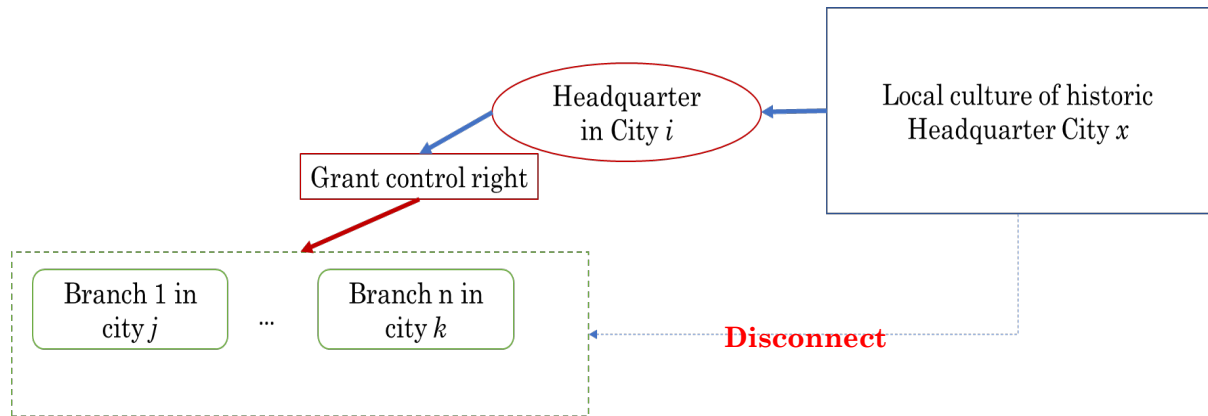 Headquarter
in City i
Local culture of historic
Headquarter City x
Grant control right
Branch 1 in
city j
...
Branch n in
city k
Disconnect